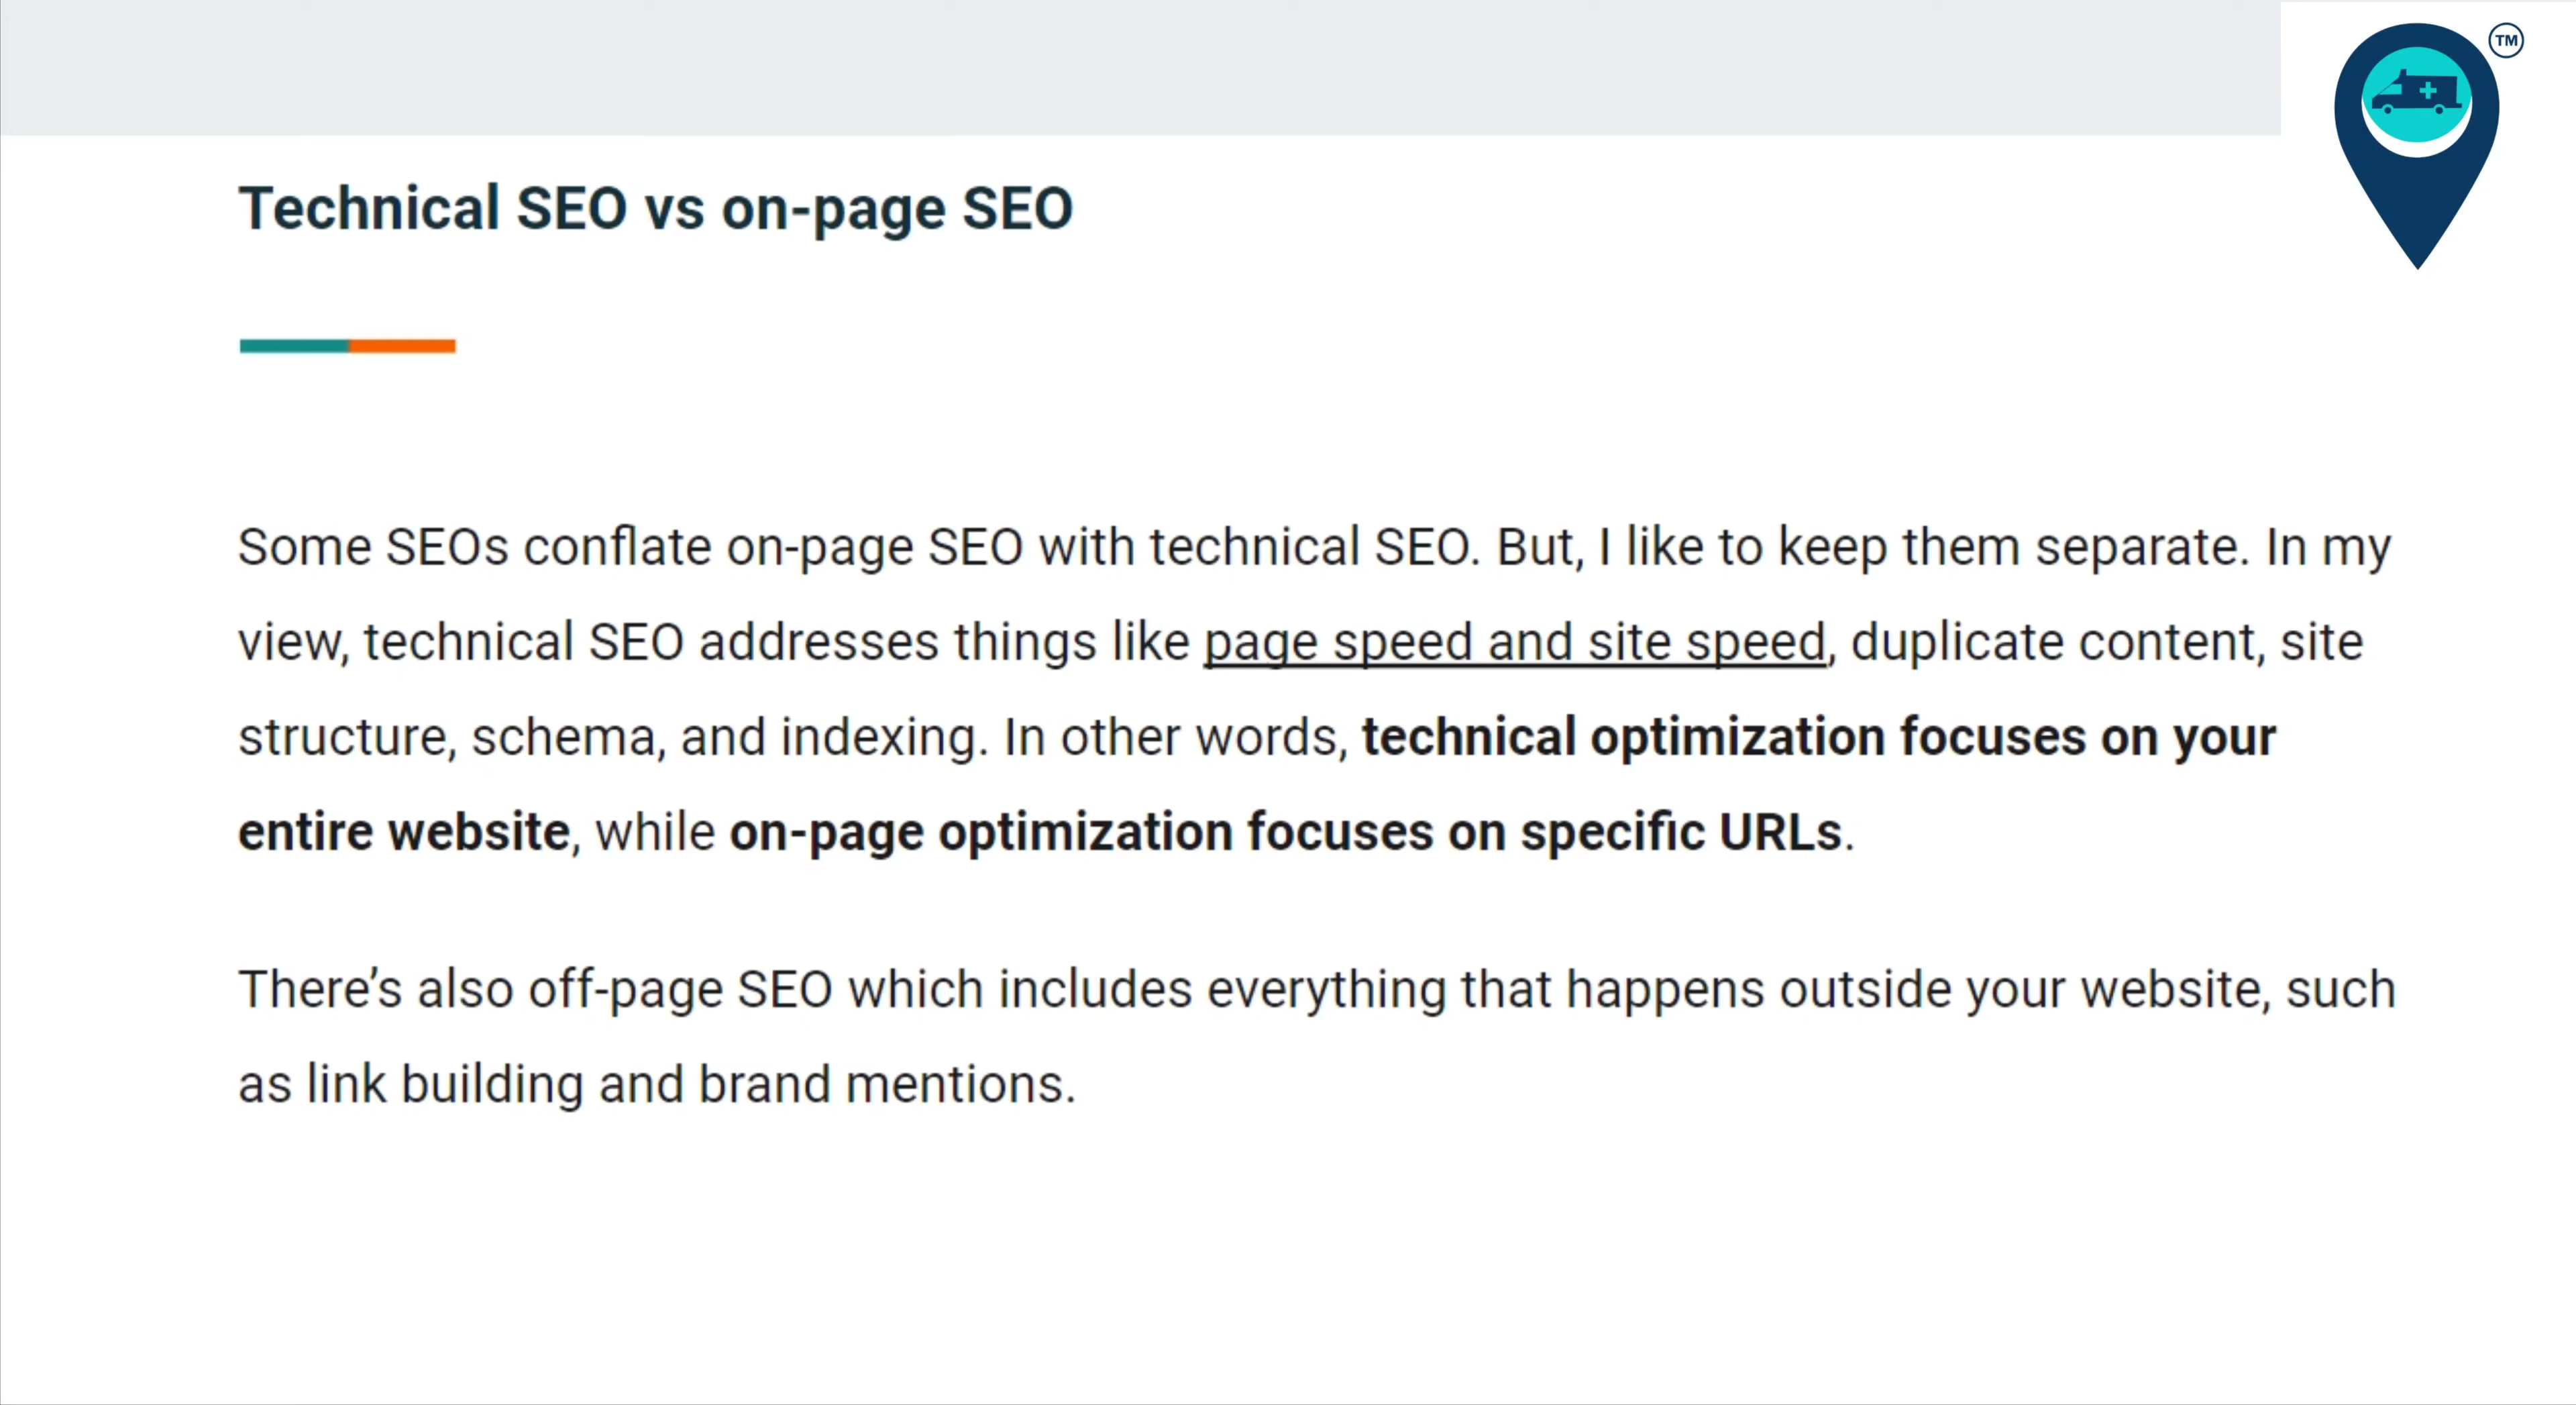 TM
Technical SEO vs on-page SEO
Some SEOs conflate on-page SEO with technical SEO. But, I like to keep them separate. In my
view, technical SEO addresses things like page speed and site speed, duplicate content, site
structure, schema, and indexing. In other words, technical optimization focuses on your
entire website, while on-page optimization focuses on specific URLs.
There’s also off-page SEO which includes everything that happens outside your website, such
as link building and brand mentions.